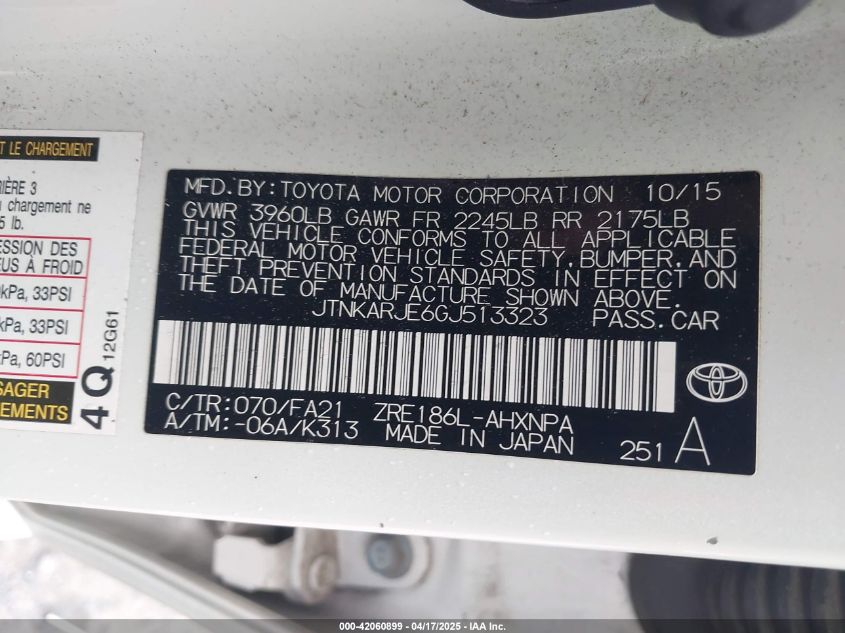 T LE CHARGEMENT
IÈRE 3
u chargement ne
5 lb.
ESSION DES
EUS À FROID
kPa, 33PSI
kPa, 33PSI
kPa, 60PSI
SAGER
EMENTS
4Q 12G61
MFD.BY:TOYOTA MOTOR CORPORATION 10/15
GVWR 3960LB GAWR FR 2245LB RR 2175LB
THIS VEHICLE CONFORMS TO ALL APPLICABLE
FEDERAL MOTOR VEHICLE SAFETY,BUMPER,AND
THEFT PREVENTION STANDARDS IN EFFECT ON
THE DATE OF MANUFACTURE SHOWN ABOVE.
JTNKARJE6GJ513323 PASS.CAR
C/TR:070/FA21 ZRE186L-AHXNPA
A/TM:-06A/K313 MADE IN JAPAN
251 A
000-42060899 - 04/17/2025 - IAA Inc.